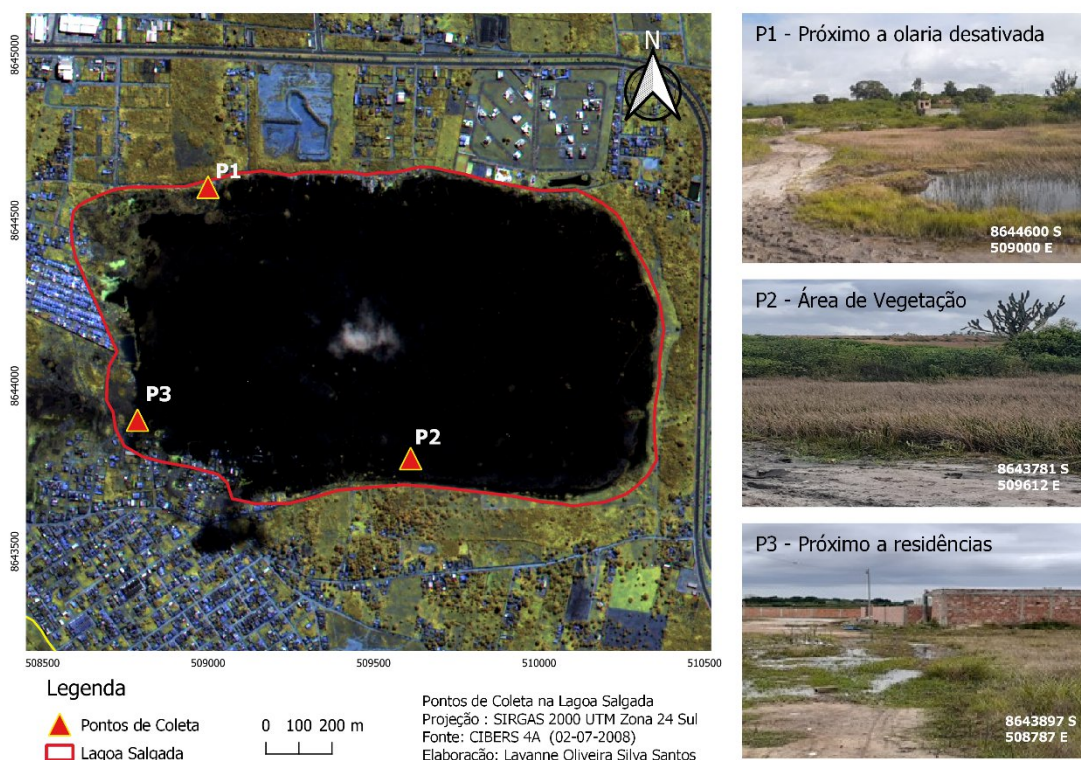 8645000
8644500
8644000
8643500
N
P1
P3
P2
508500
509000
509500
510000
510500
Legenda
Pontos de Coleta
Lagoa Salgada
0 100 200 m
Pontos de Coleta na Lagoa Salgada
Projeção : SIRGAS 2000 UTM Zona 24 Sul
Fonte: CIBERS 4A (02-07-2008)
Elaboração: Layanne Oliveira Silva Santos
P1 - Próximo a olaria desativada
8644600 S
509000 E
P2 - Área de Vegetação
8643781 S
509612 E
P3 - Próximo a residências
8643897 S
508787 E